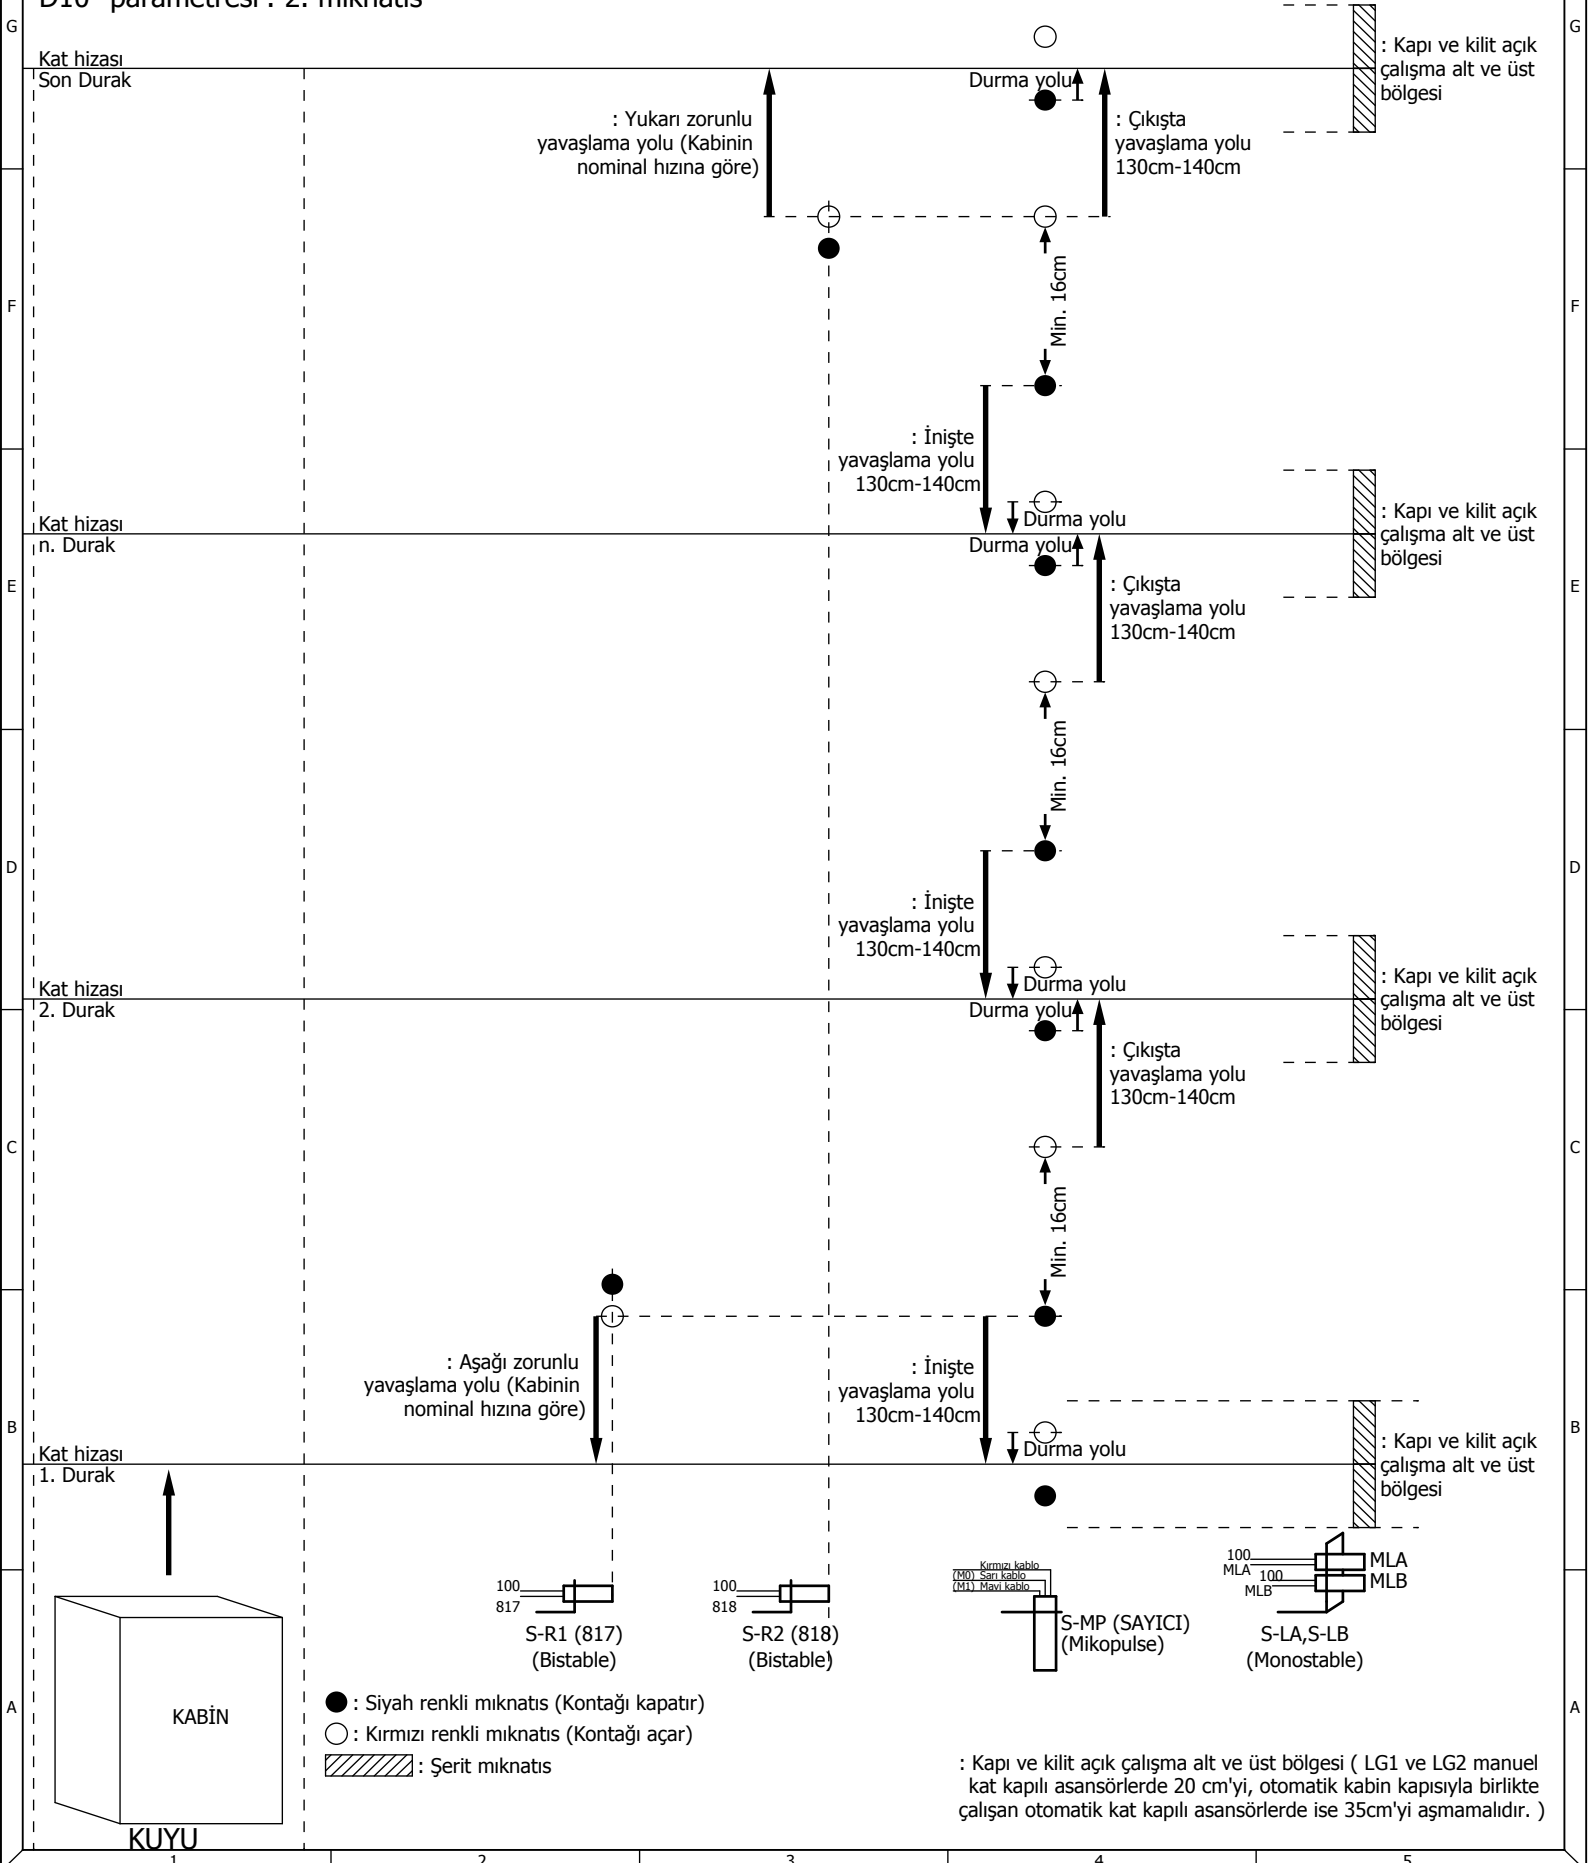 D10 parametresi : 2. mıknatıs
G
G
Kat hizası
Son Durak
Durma yolu
: Kapı ve kilit açık
çalışma alt ve üst
bölgesi
: Yukarı zorunlu
yavaşlama yolu (Kabinin
nominal hızına göre)
: Çıkışta
yavaşlama yolu
130cm-140cm
Min. 16cm
F
F
: İnişte
yavaşlama yolu
130cm-140cm
Kat hizası
n. Durak
Durma yolu
Durma yolu
: Kapı ve kilit açık
çalışma alt ve üst
bölgesi
E
E
: Çıkışta
yavaşlama yolu
130cm-140cm
Min. 16cm
D
D
: İnişte
yavaşlama yolu
130cm-140cm
Kat hizası
2. Durak
Durma yolu
Durma yolu
: Kapı ve kilit açık
çalışma alt ve üst
bölgesi
: Çıkışta
yavaşlama yolu
130cm-140cm
C
C
Min. 16cm
: Aşağı zorunlu
yavaşlama yolu (Kabinin
nominal hızına göre)
: İnişte
yavaşlama yolu
130cm-140cm
B
B
Kat hizası
1. Durak
Durma yolu
: Kapı ve kilit açık
çalışma alt ve üst
bölgesi
100
817
S-R1 (817)
(Bistable)
100
818
S-R2 (818)
(Bistable)
Kırmızı kablo
(M0) Sarı kablo
(M1) Mavi kablo
S-MP (SAYICI)
(Mikopulse)
100
MLA
100
MLB
MLA
MLB
S-LA,S-LB
(Monostable)
A
A
KABİN
KUYU
: Siyah renkli mıknatıs (Kontağı kapatır)
: Kırmızı renkli mıknatıs (Kontağı açar)
: Şerit mıknatıs
: Kapı ve kilit açık çalışma alt ve üst bölgesi ( LG1 ve LG2 manuel
kat kapılı asansörlerde 20 cm'yi, otomatik kabin kapısıyla birlikte
çalışan otomatik kat kapılı asansörlerde ise 35cm'yi aşmamalıdır. )
1
2
3
4
5